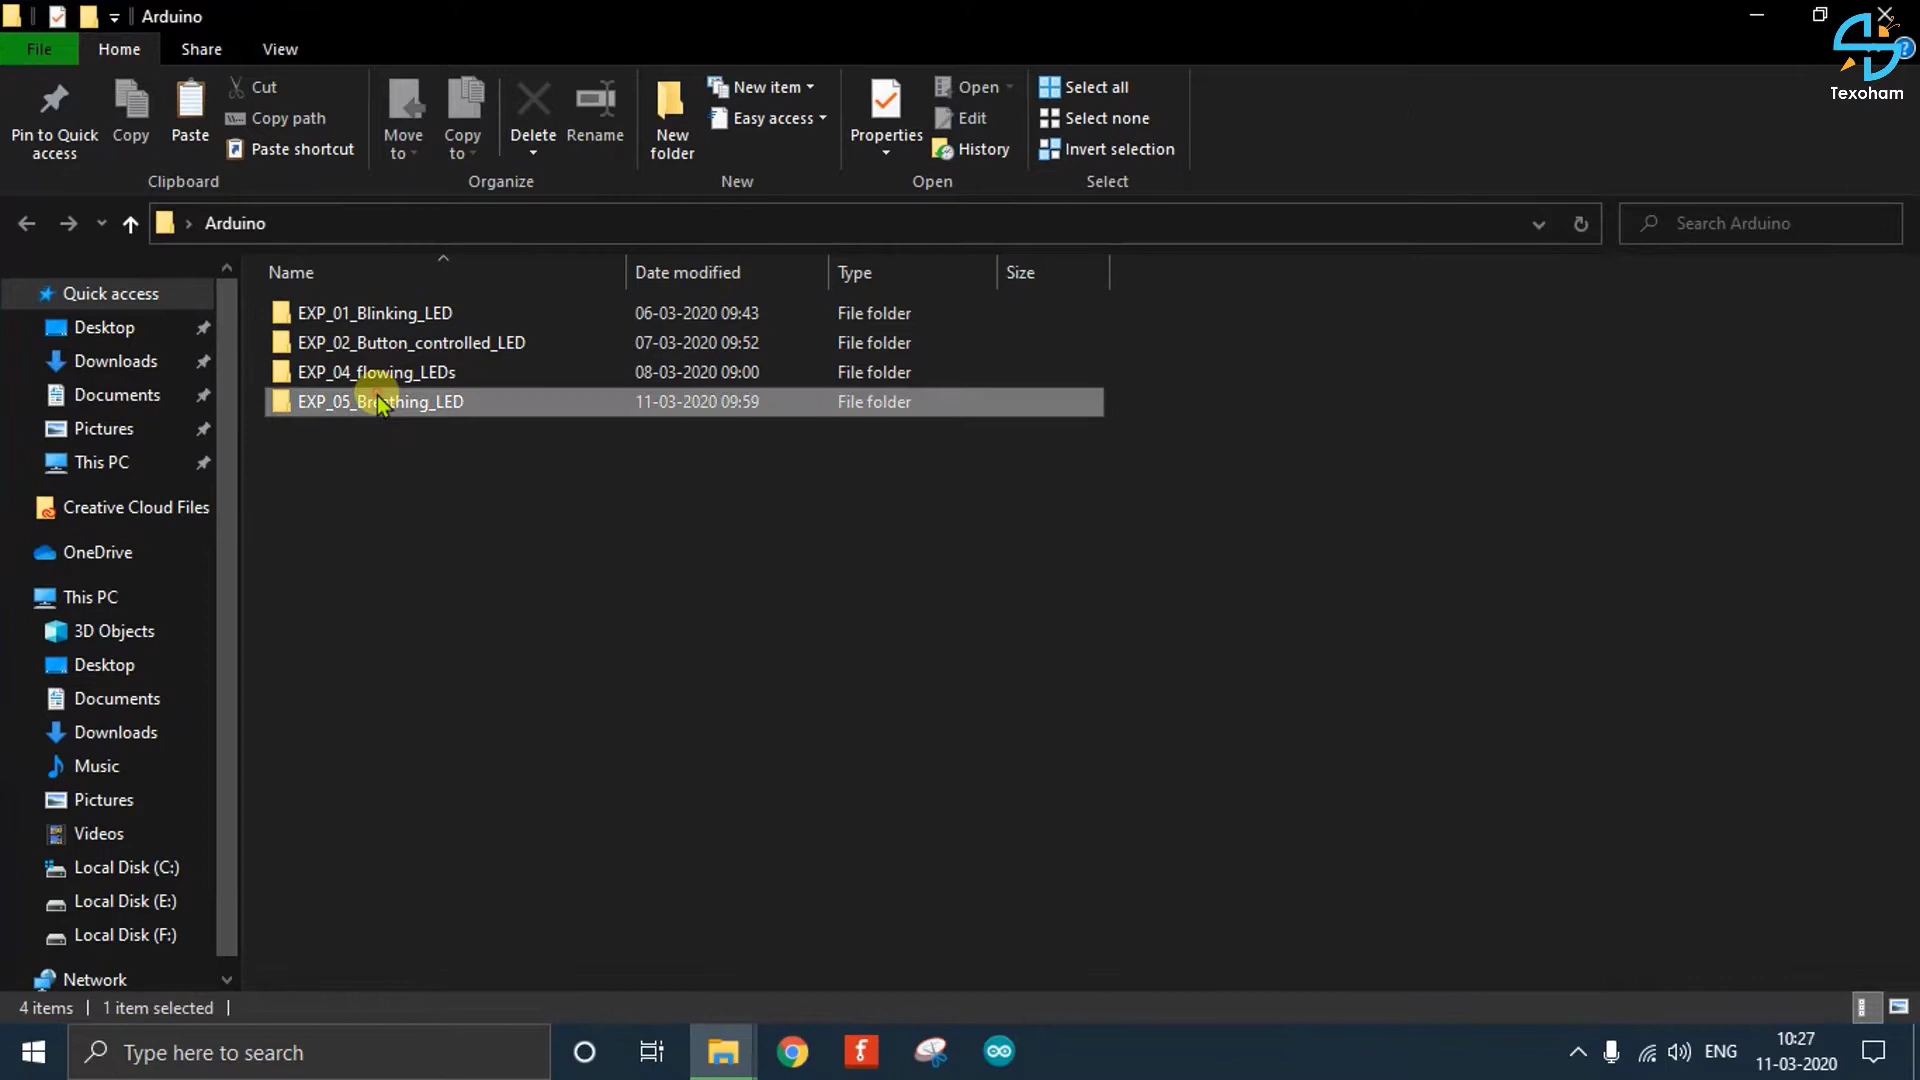 Arduino
File Home Share View
Texoham
Pin to Quick access
Copy
Paste
Cut
Copy path
Paste shortcut
Clipboard
Move to
Copy to
Delete
Rename
Organize
New folder
New item
Easy access
New
Properties
Open
Edit
History
Open
Select all
Select none
Invert selection
Select
Arduino
Search Arduino
Name Date modified Type Size
EXP_01_Blinking_LED 06-03-2020 09:43 File folder
EXP_02_Button_controlled_LED 07-03-2020 09:52 File folder
EXP_04_flowing_LEDs 08-03-2020 09:00 File folder
EXP_05_Breathing_LED 11-03-2020 09:59 File folder
Quick access
Desktop
Downloads
Documents
Pictures
This PC
Creative Cloud Files
OneDrive
This PC
3D Objects
Desktop
Documents
Downloads
Music
Pictures
Videos
Local Disk (C:)
Local Disk (E:)
Local Disk (F:)
Network
4 items 1 item selected
Type here to search
ENG
10:27
11-03-2020